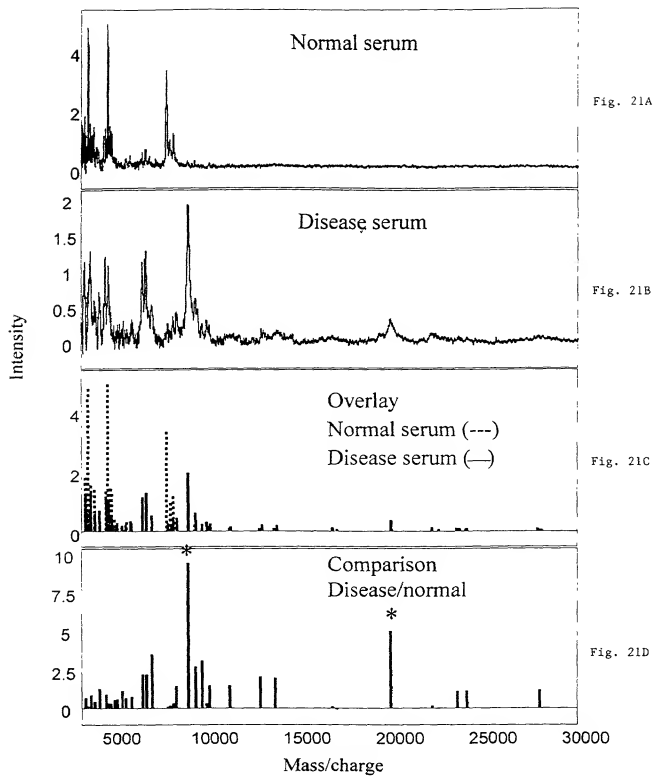 Normal serum
4
2
0
Fig. 21A
Disease serum
2
1.5
1
0.5
0
Fig. 21B
Intensity
Overlay
Normal serum (---)
Disease serum (—)
4
2
0
Fig. 21C
*
Comparison
Disease/normal
*
10
7.5
5
2.5
0
Fig. 21D
5000 10000 15000 20000 25000 30000
Mass/charge